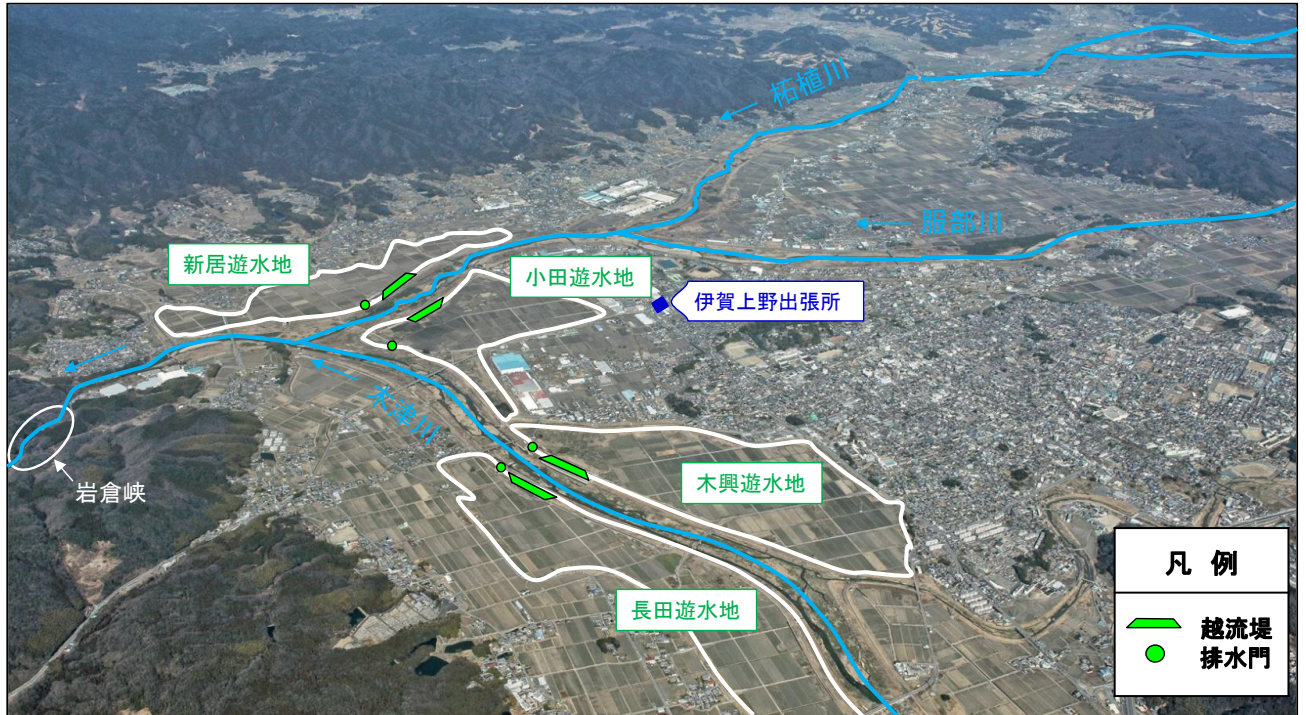 柘植川
服部川
新居遊水地
小田遊水地
伊賀上野出張所
木津川
岩倉峡
木興遊水地
長田遊水地
凡 例
越流堤
排水門